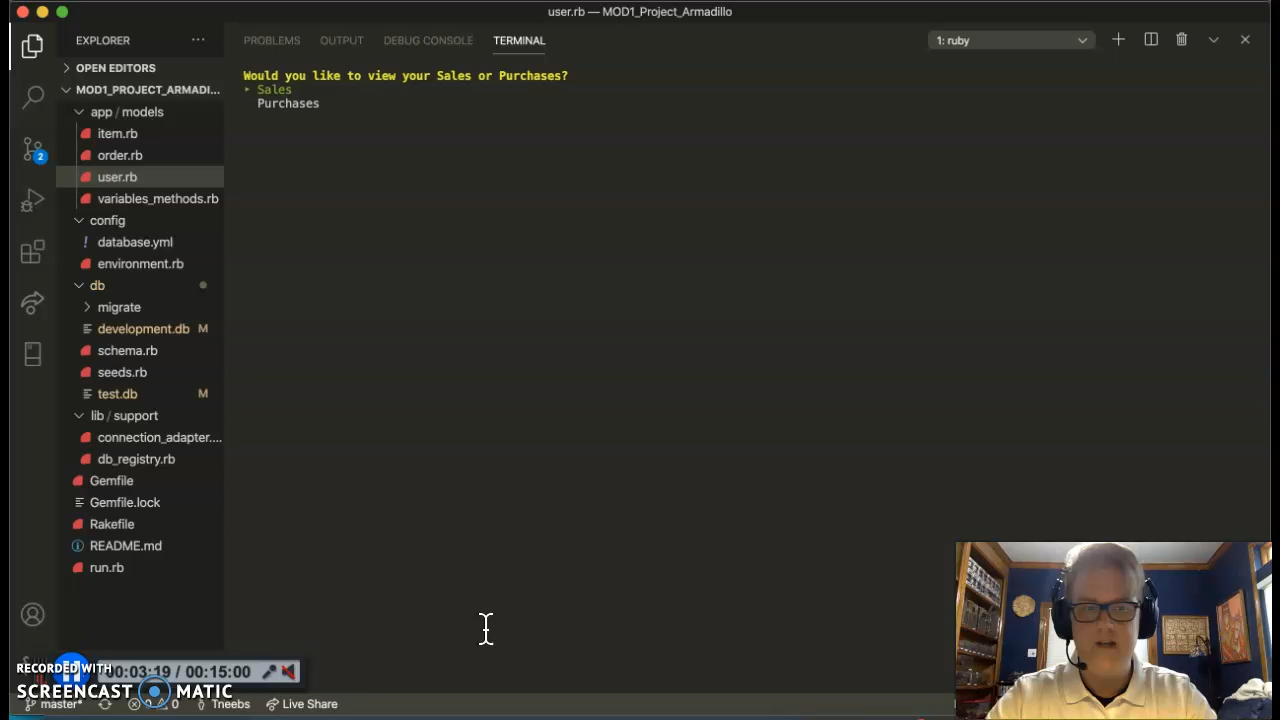 user.rb — MOD1_Project_Armadillo
EXPLORER
PROBLEMS
OUTPUT
DEBUG CONSOLE
TERMINAL
1: ruby
OPEN EDITORS
MOD1_PROJECT_ARMADI...
app / models
item.rb
order.rb
user.rb
variables_methods.rb
config
! database.yml
environment.rb
db
migrate
development.db M
schema.rb
seeds.rb
test.db M
lib / support
connection_adapter....
db_registry.rb
Gemfile
Gemfile.lock
Rakefile
README.md
run.rb
2
Would you like to view your Sales or Purchases?
‣ Sales
Purchases
RECORDED WITH
SCREENCAST MATIC
00:03:19 / 00:15:00
master*
0
Tneebs
Live Share